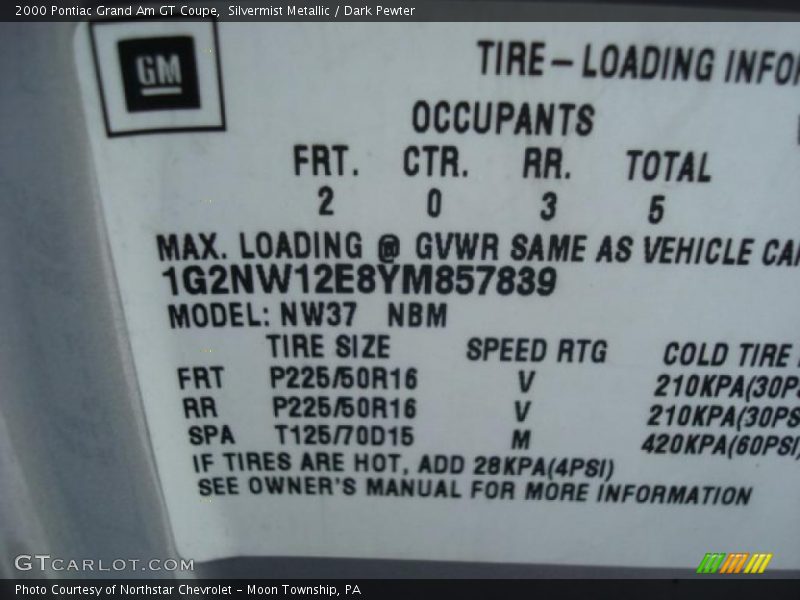 2000 Pontiac Grand Am GT Coupe, Silvermist Metallic / Dark Pewter
GM
TIRE-LOADING INFO
OCCUPANTS
FRT. CTR. RR. TOTAL
2 0 3 5
MAX. LOADING @ GVWR SAME AS VEHICLE CA
1G2NW12E8YM857839
MODEL: NW37 NBM
TIRE SIZE SPEED RTG COLD TIRE
FRT P225/50R16 V 210KPA(30PS
RR P225/50R16 V 210KPA(30PS
SPA T125/70D15 M 420KPA(60PSI)
IF TIRES ARE HOT, ADD 28KPA(4PSI)
SEE OWNER'S MANUAL FOR MORE INFORMATION
GTCARLOT.COM
Photo Courtesy of Northstar Chevrolet - Moon Township, PA